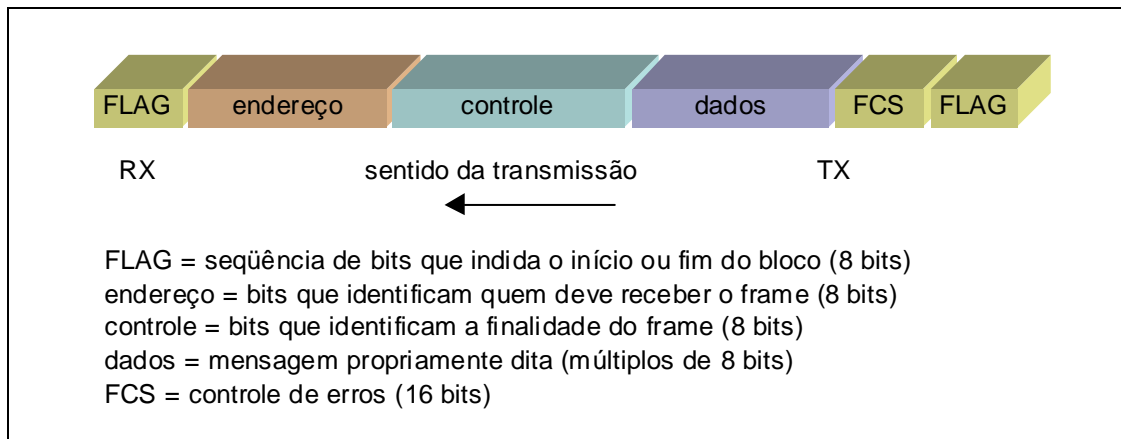 FLAG endereço controle dados FCS FLAG
RX sentido da transmissão TX
FLAG = seqüência de bits que indida o início ou fim do bloco (8 bits)
endereço = bits que identificam quem deve receber o frame (8 bits)
controle = bits que identificam a finalidade do frame (8 bits)
dados = mensagem propriamente dita (múltiplos de 8 bits)
FCS = controle de erros (16 bits)